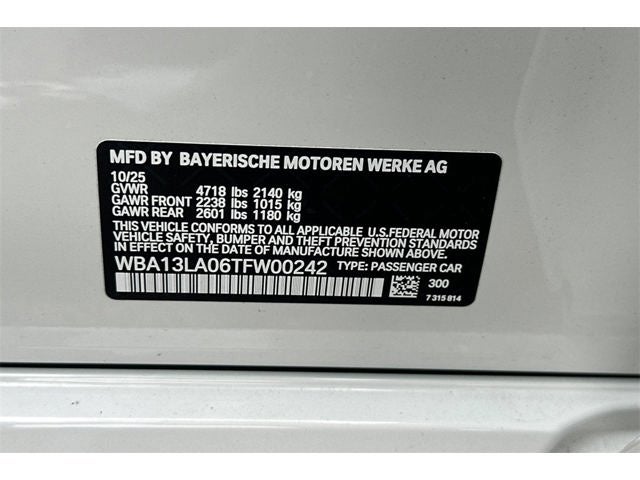 MFD BY BAYERISCHE MOTOREN WERKE AG
10/25
GVWR 4718 lbs 2140 kg
GAWR FRONT 2238 lbs 1015 kg
GAWR REAR 2601 lbs 1180 kg
THIS VEHICLE CONFORMS TO ALL APPLICABLE U.S.FEDERAL MOTOR
VEHICLE SAFETY, BUMPER AND THEFT PREVENTION STANDARDS
IN EFFECT ON THE DATE OF MANUFACTURE SHOWN ABOVE.
WBA13LA06TFW00242 TYPE: PASSENGER CAR
300
7 315 814